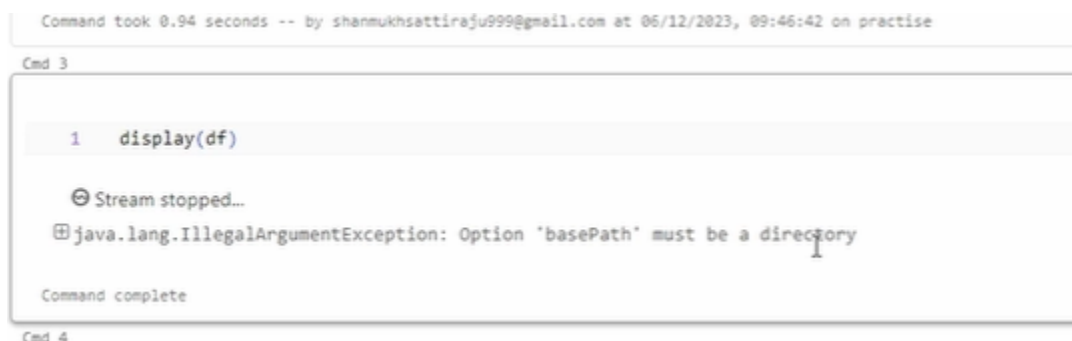 Command took 0.94 seconds -- by shanmukhsattiraju999@gmail.com at 06/12/2023, 09:46:42 on practise
Cmd 3
1 display(df)
Stream stopped...
java.lang.IllegalArgumentException: Option 'basePath' must be a directory
Command complete
Cmd 4